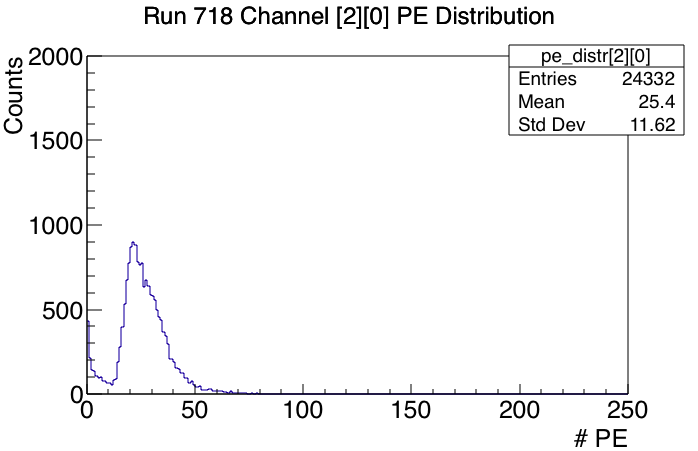 Run 718 Channel [2][0] PE Distribution
pe_distr[2][0]
Entries 24332
Mean 25.4
Std Dev 11.62
Counts
2000
1500
1000
500
0
0 50 100 150 200 250
# PE